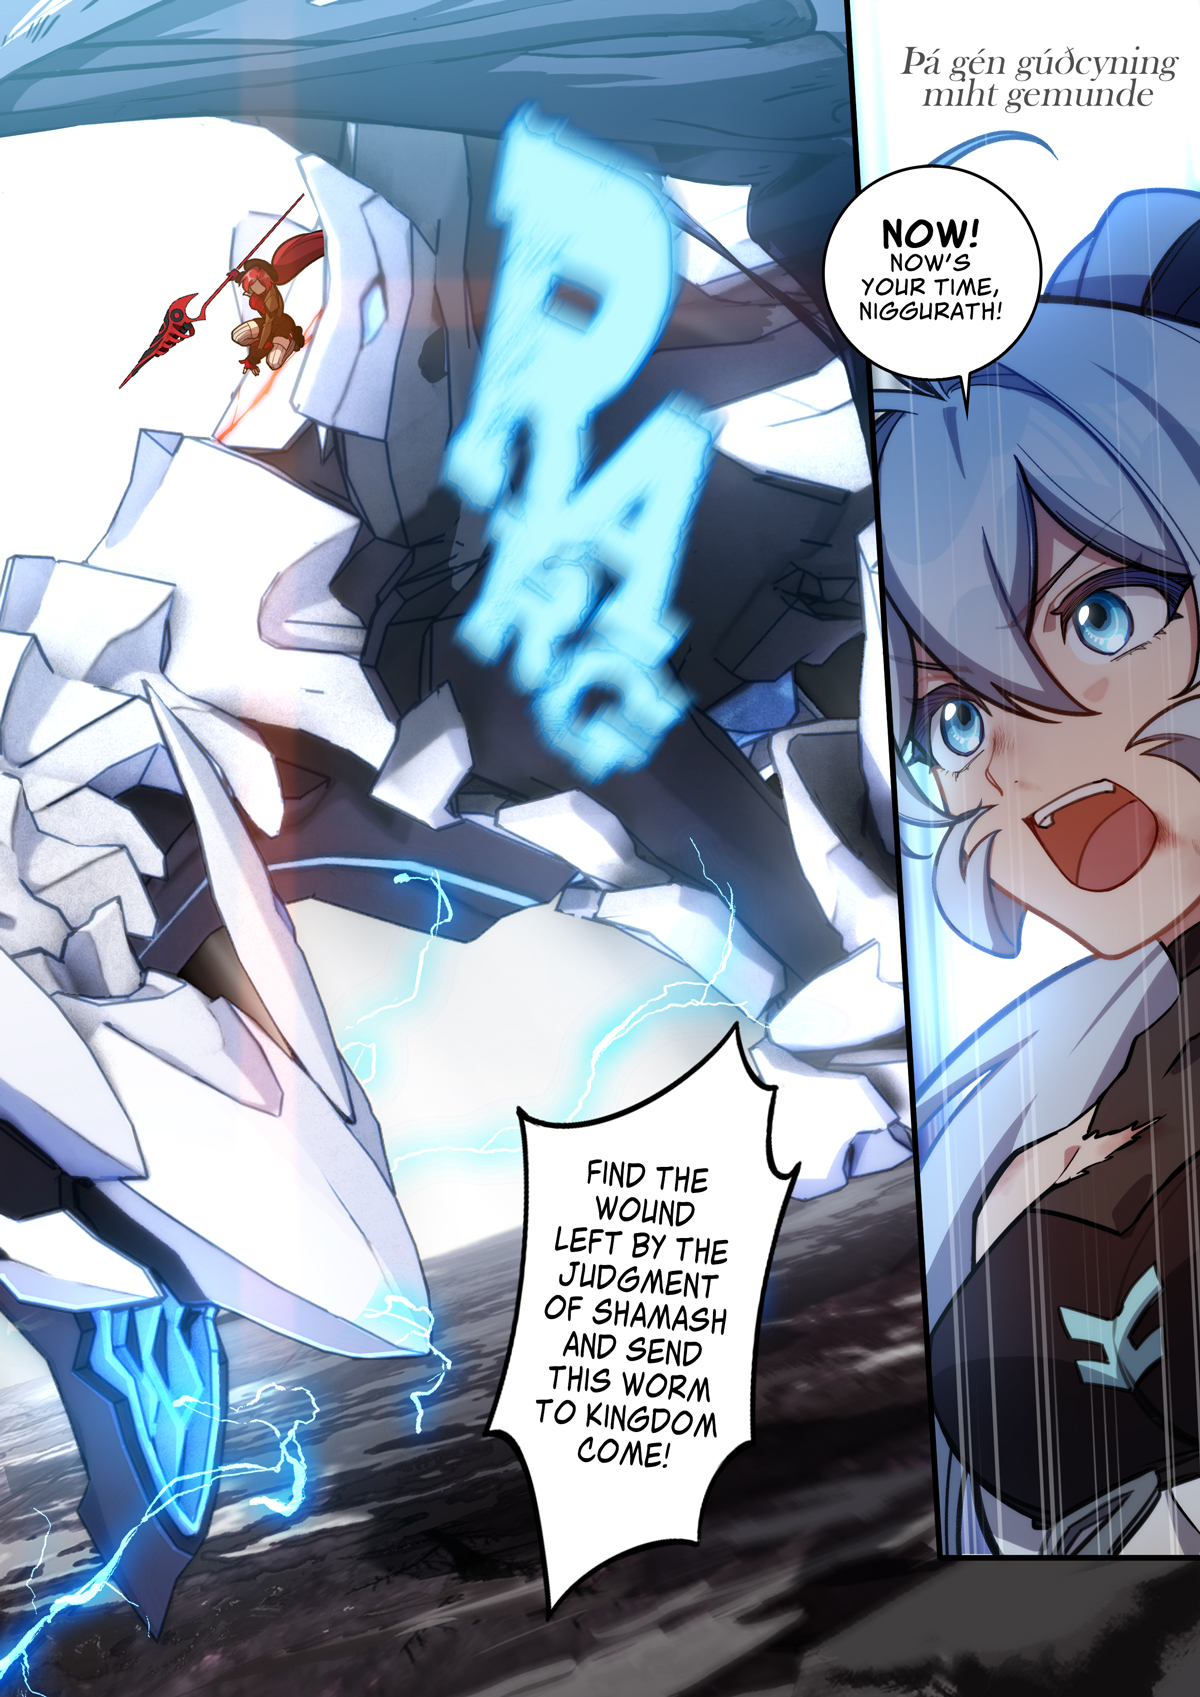 Þá gén gúðcyning
miht gemunde
NOW!
NOW'S
YOUR TIME,
NIGGURATH!
FIND THE
WOUND
LEFT BY THE
JUDGMENT
OF SHAMASH
AND SEND
THIS WORM
TO KINGDOM
COME!